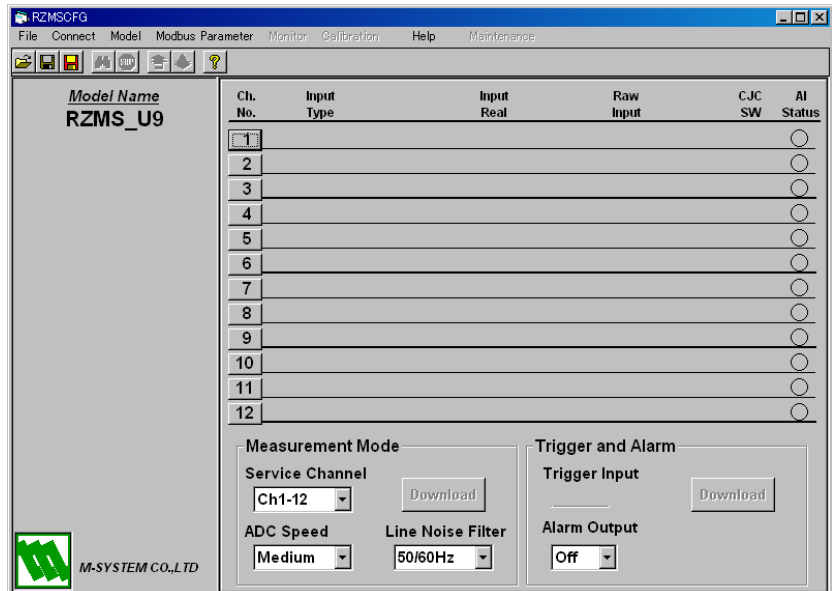 RZMSCFG
File Connect Model Modbus Parameter Monitor Calibration Help Maintenance
STOP
?
Model Name
RZMS_U9
Ch. No. Input Type Input Real Raw Input CJC SW AI Status
1
2
3
4
5
6
7
8
9
10
11
12
Measurement Mode
Service Channel
Ch1-12
Download
ADC Speed
Medium
Line Noise Filter
50/60Hz
Trigger and Alarm
Trigger Input
Download
Alarm Output
Off
M-SYSTEM CO.,LTD